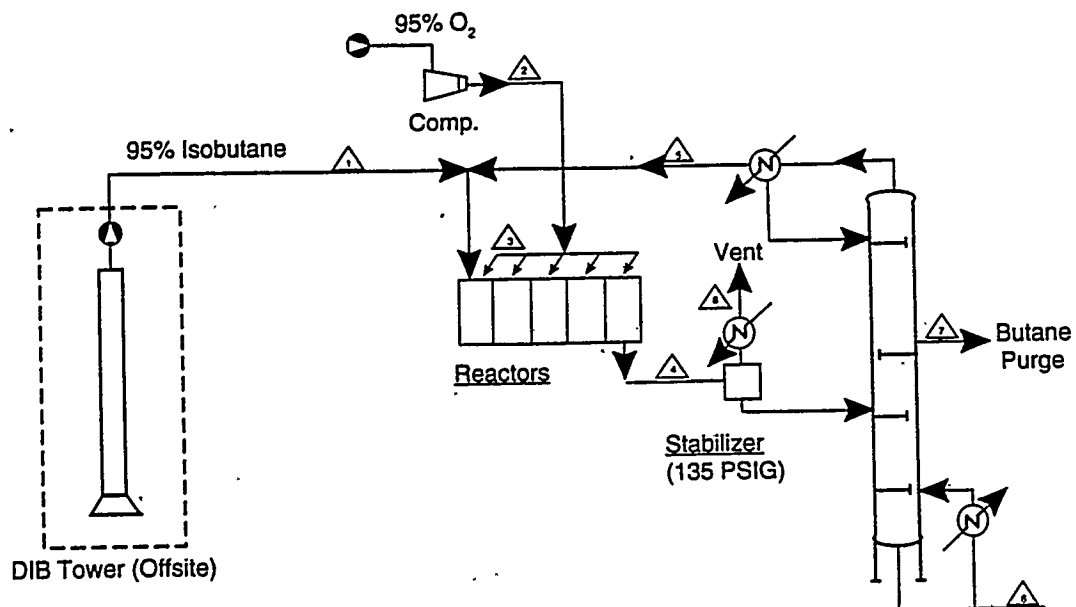 95% O₂
2
Comp.
95% Isobutane
1
5
3
Vent
8
7
Butane
Purge
Reactors
4
Stabilizer
(135 PSIG)
DIB Tower (Offsite)